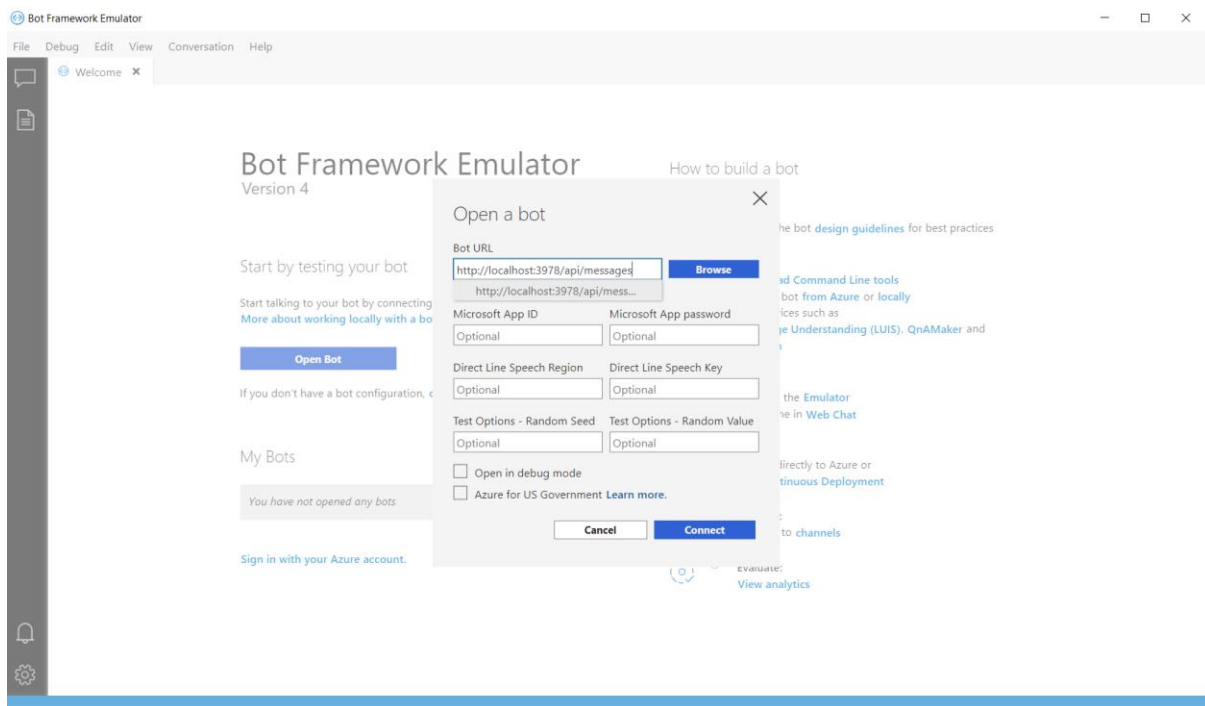 Bot Framework Emulator
File Debug Edit View Conversation Help
Welcome
Bot Framework Emulator
Version 4
How to build a bot
Open a bot
Bot URL
http://localhost:3978/api/messages
Browse
http://localhost:3978/api/mess...
Microsoft App ID Microsoft App password
Optional Optional
Direct Line Speech Region Direct Line Speech Key
Optional Optional
Test Options - Random Seed Test Options - Random Value
Optional Optional
Open in debug mode
Azure for US Government Learn more.
Cancel Connect
Start by testing your bot
Start talking to your bot by connecting
More about working locally with a
Open Bot
If you don't have a bot configuration,
My Bots
You have not opened any bots
Sign in with your Azure account.
bot design guidelines for best practices
Command Line tools
bot from Azure or locally
such as
Understanding (LUIS). QnAMaker and
the Emulator
in Web Chat
directly to Azure or
Deployment
to channels
Evaluate:
View analytics